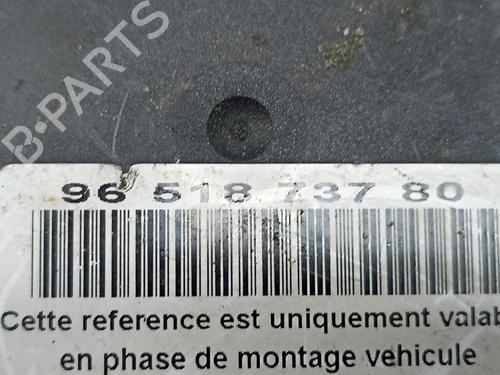 B-PARTS
96 518 737 80
Cette reference est uniquement valab
en phase de montage vehicule